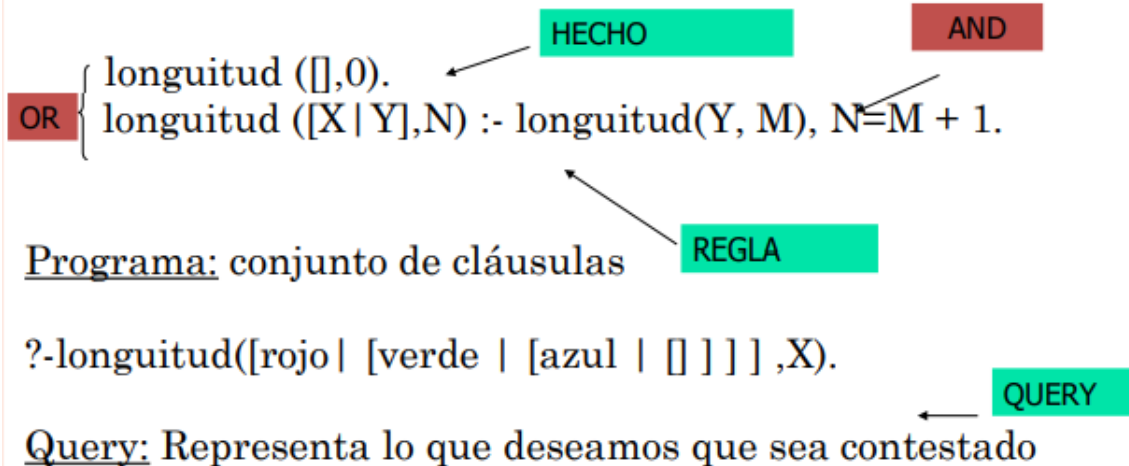 HECHO
AND
longuitud ([],0).
OR
longuitud ([X|Y],N) :- longuitud(Y, M), N=M + 1.
REGLA
Programa: conjunto de cláusulas
?-longuitud([rojo| [verde | [azul | [] ] ] ] ,X).
QUERY
Query: Representa lo que deseamos que sea contestado